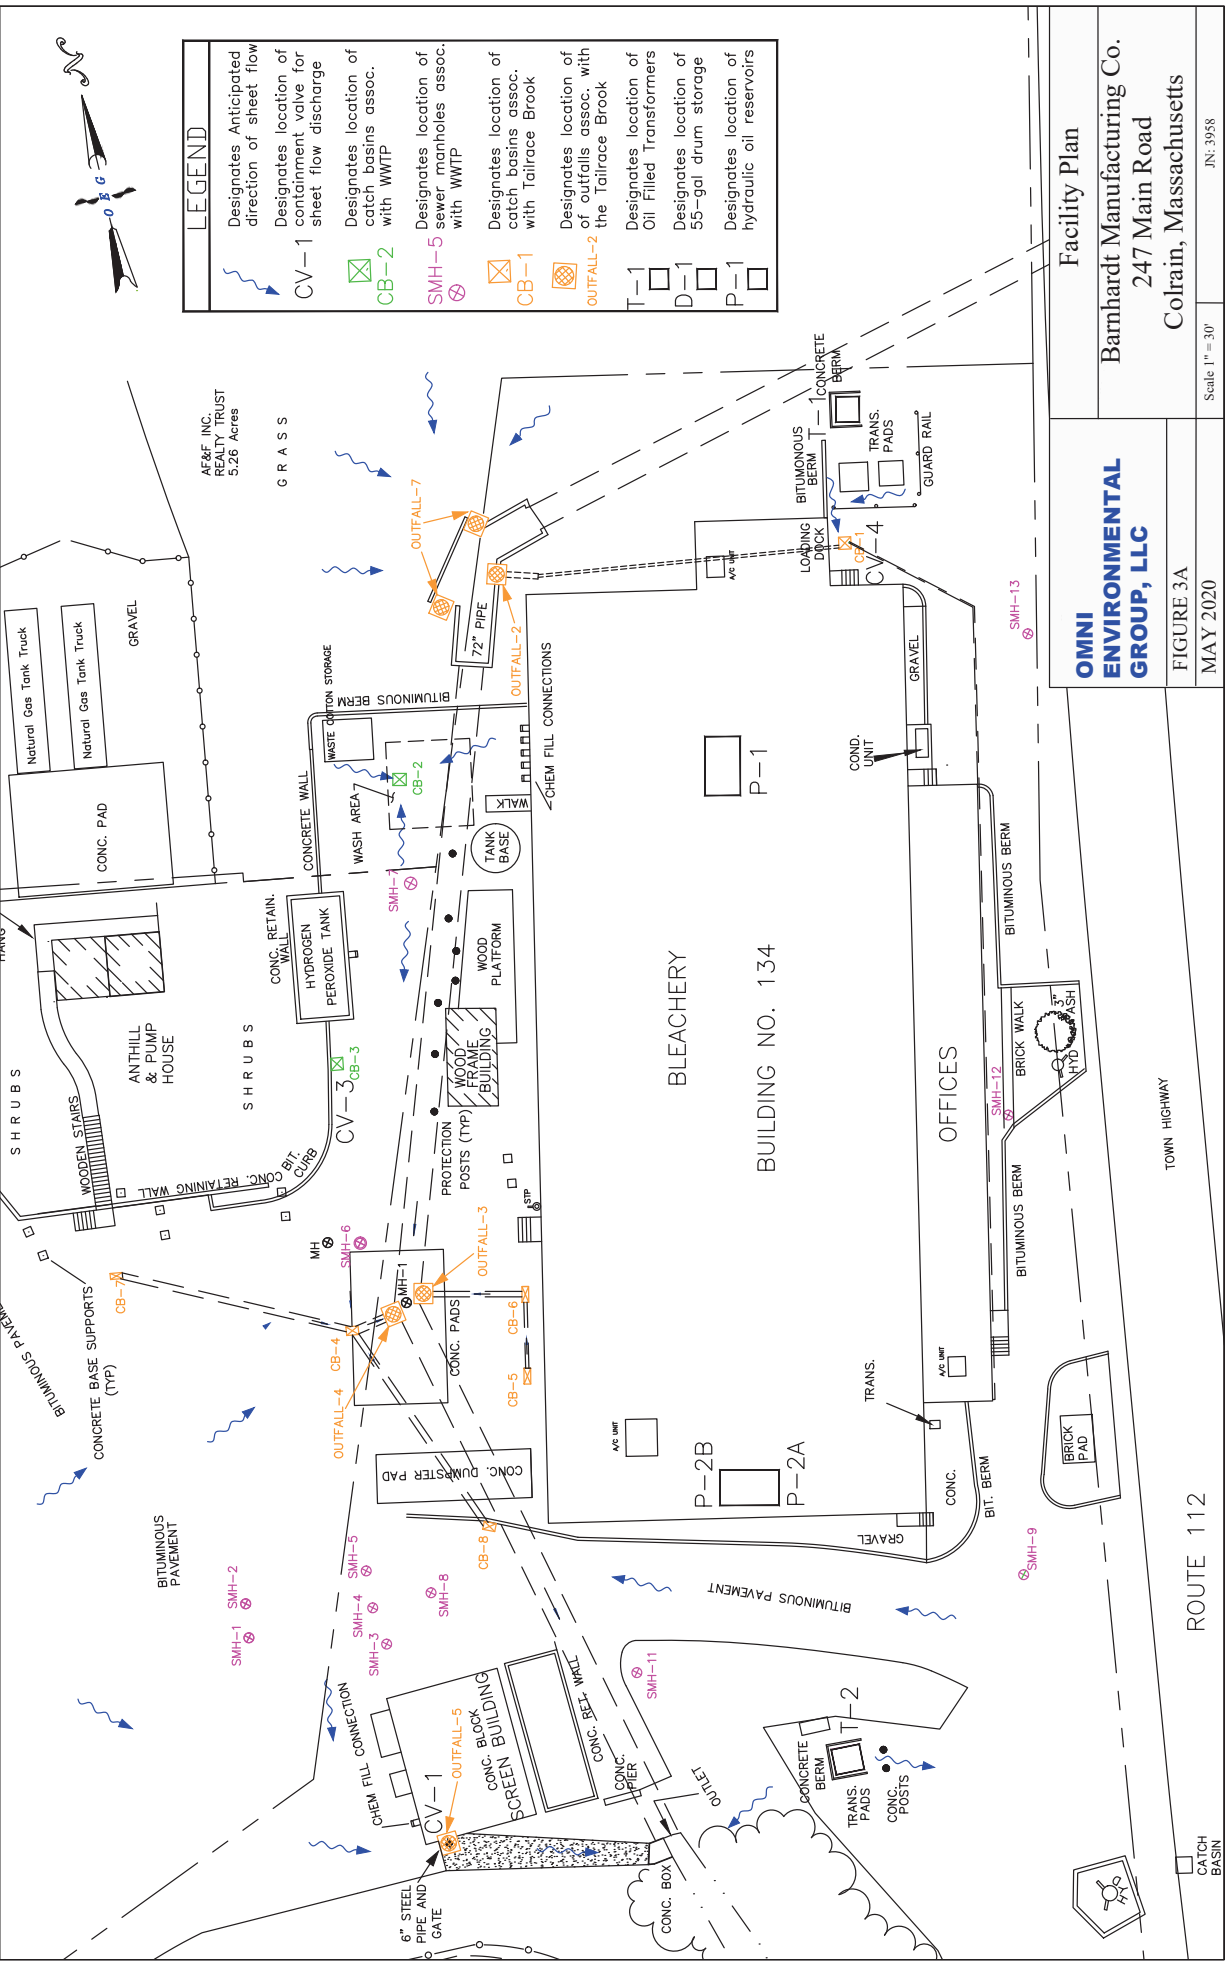 N
O E G
LEGEND
Designates Anticipated
direction of sheet flow
CV-1
Designates location of
containment valve for
sheet flow discharge
CB-2
Designates location of
catch basins assoc.
with WWTP
SMH-5
Designates location of
sewer manholes assoc.
with WWTP
CB-1
Designates location of
catch basins assoc.
with Tailrace Brook
OUTFALL-2
Designates location of
of outfalls assoc. with
the Tailrace Brook
T-1
Designates location of
Oil Filled Transformers
D-1
Designates location of
55-gal drum storage
P-1
Designates location of
hydraulic oil reservoirs
Facility Plan
Barnhardt Manufacturing Co.
247 Main Road
Colrain, Massachusetts
Scale 1" = 30'
JN: 3958
OMNI
ENVIRONMENTAL
GROUP, LLC
FIGURE 3A
MAY 2020
AF&F INC.
REALTY TRUST
5.26 Acres
GRASS
Natural Gas Tank Truck
Natural Gas Tank Truck
GRAVEL
CONC. PAD
HANG
SHRUBS
ANTHILL
& PUMP
HOUSE
SHRUBS
WOODEN STAIRS
CONC. RETAINING WALL
BIT.
CURB
CONC. RETAIN.
WALL
HYDROGEN
PEROXIDE TANK
CONCRETE WALL
WASTE COTTON STORAGE
BITUMINOUS BERM
WASH AREA
CB-2
SMH-7
CB-3
CV-3
72" PIPE
OUTFALL-7
OUTFALL-2
CHEM FILL CONNECTIONS
WALK
TANK
BASE
WOOD
PLATFORM
WOOD
FRAME
BUILDING
PROTECTION
POSTS (TYP)
STP
MH
SMH-6
MH-1
OUTFALL-3
CONC. PADS
CB-6
CB-5
CB-4
OUTFALL-4
CB-7
CONCRETE BASE SUPPORTS
(TYP)
BITUMINOUS PAVEME
CONC. DUMPSTER PAD
CB-8
BITUMINOUS
PAVEMENT
SMH-2
SMH-1
SMH-5
SMH-4
SMH-3
SMH-8
CHEM FILL CONNECTION
CV-1
OUTFALL-5
CONC. BLOCK
SCREEN BUILDING
6" STEEL
PIPE AND
GATE
CONC. RET. WALL
CONC.
PIER
OUTLET
CONC. BOX
SMH-11
BITUMINOUS PAVEMENT
GRAVEL
CONCRETE
BERM
T-2
TRANS.
PADS
CONC.
POSTS
HY
CATCH
BASIN
BLEACHERY
BUILDING NO. 134
OFFICES
P-1
P-2B
P-2A
A/C UNIT
A/C UNIT
A/C UNIT
TRANS.
CONC.
BIT. BERM
BRICK
PAD
SMH-9
BITUMINOUS BERM
SMH-12
BRICK WALK
HYD
3"
ASH
BITUMINOUS BERM
COND.
UNIT
GRAVEL
LOADING
DOCK
CB-1
CV-4
BITUMONOUS
BERM
T-1
CONCRETE
BERM
TRANS.
PADS
GUARD RAIL
SMH-13
TOWN HIGHWAY
ROUTE 112